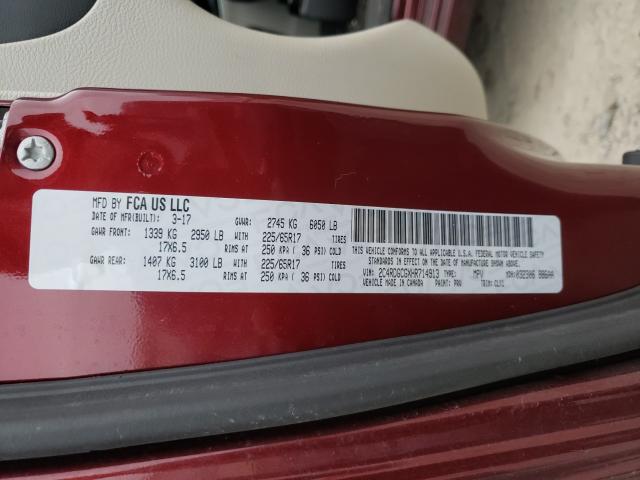 MFD BY FCA US LLC
DATE OF MFR(BUILT): 3-17 GVWR: 2745 KG 6050 LB
GAWR FRONT: 1339 KG 2950 LB WITH 225/65R17 TIRES
17X6.5 RIMS AT 250 KPA ( 36 PSI) COLD
GAWR REAR: 1407 KG 3100 LB WITH 225/65R17 TIRES
17X6.5 RIMS AT 250 KPA ( 36 PSI) COLD
THIS VEHICLE CONFORMS TO ALL APPLICABLE U.S.A. FEDERAL MOTOR VEHICLE SAFETY
STANDARDS IN EFFECT ON THE DATE OF MANUFACTURE SHOWN ABOVE.
VIN: 2C4RDGCGXHR714913 TYPE: MPV MDH:
VEHICLE MADE IN CANADA PAINT: PRV TRIM: